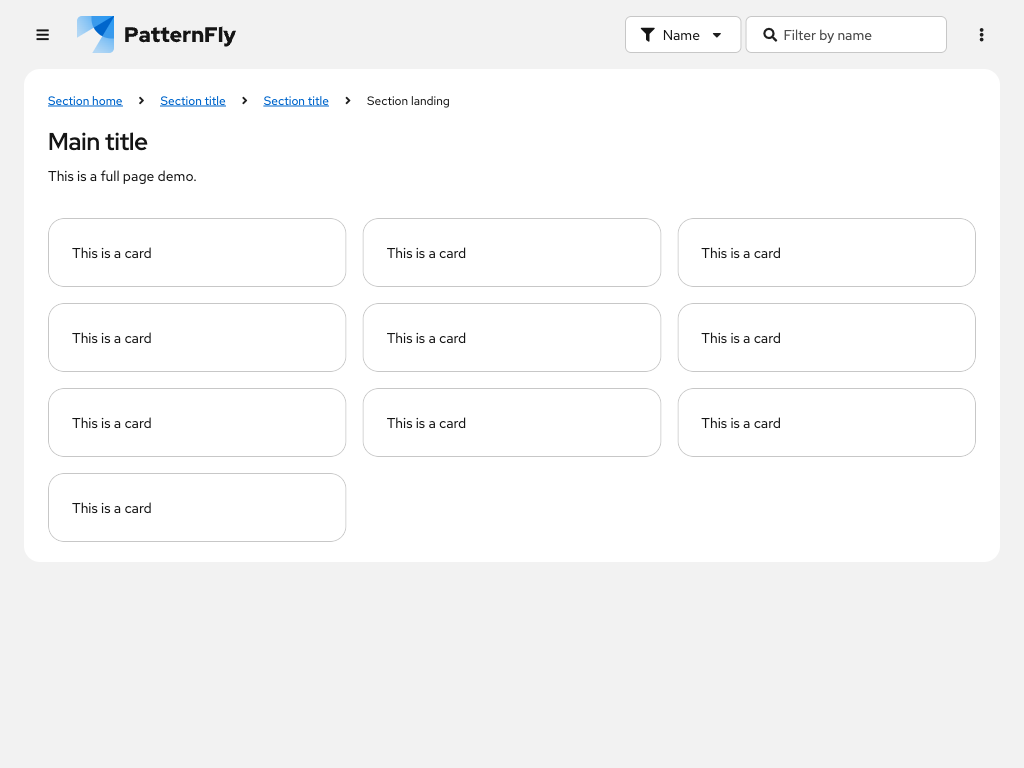 PatternFly
Name
Filter by name
Section home
Section title
Section title
Section landing
Main title
This is a full page demo.
This is a card
This is a card
This is a card
This is a card
This is a card
This is a card
This is a card
This is a card
This is a card
This is a card